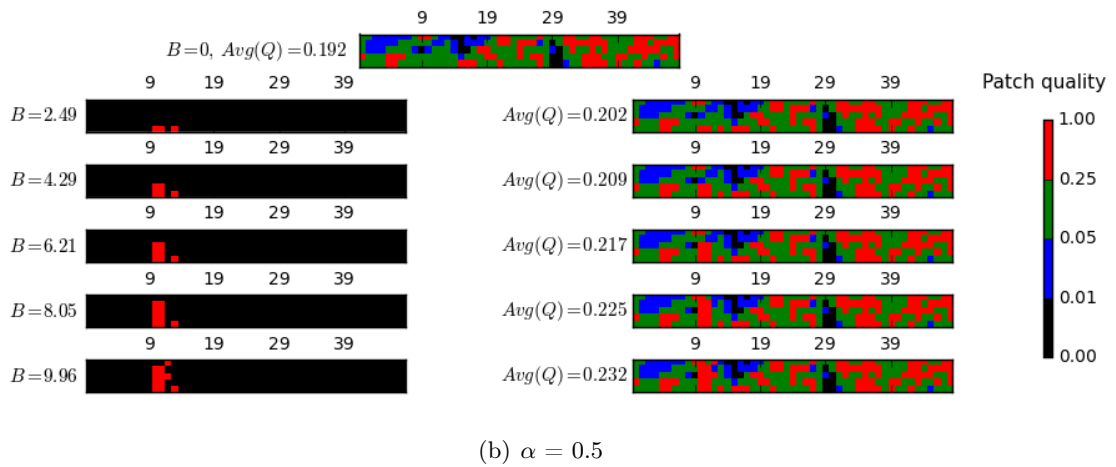 9 19 29 39
B=0, Avg(Q)=0.192
9 19 29 39 9 19 29 39 Patch quality
B=2.49 Avg(Q)=0.202 1.00
9 19 29 39 9 19 29 39
B=4.29 Avg(Q)=0.209 0.25
9 19 29 39 9 19 29 39
B=6.21 Avg(Q)=0.217 0.05
9 19 29 39 9 19 29 39
B=8.05 Avg(Q)=0.225 0.01
9 19 29 39 9 19 29 39
B=9.96 Avg(Q)=0.232 0.00
(b) α = 0.5